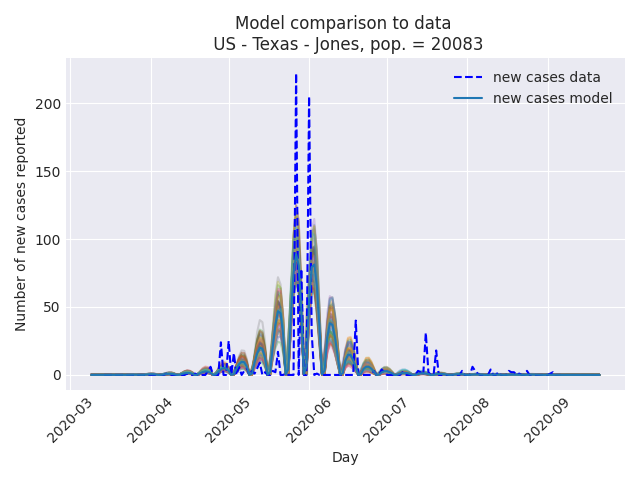 Model comparison to data
US - Texas - Jones, pop. = 20083
new cases data
new cases model
Number of new cases reported
200
150
100
50
0
2020-03
2020-04
2020-05
2020-06
2020-07
2020-08
2020-09
Day